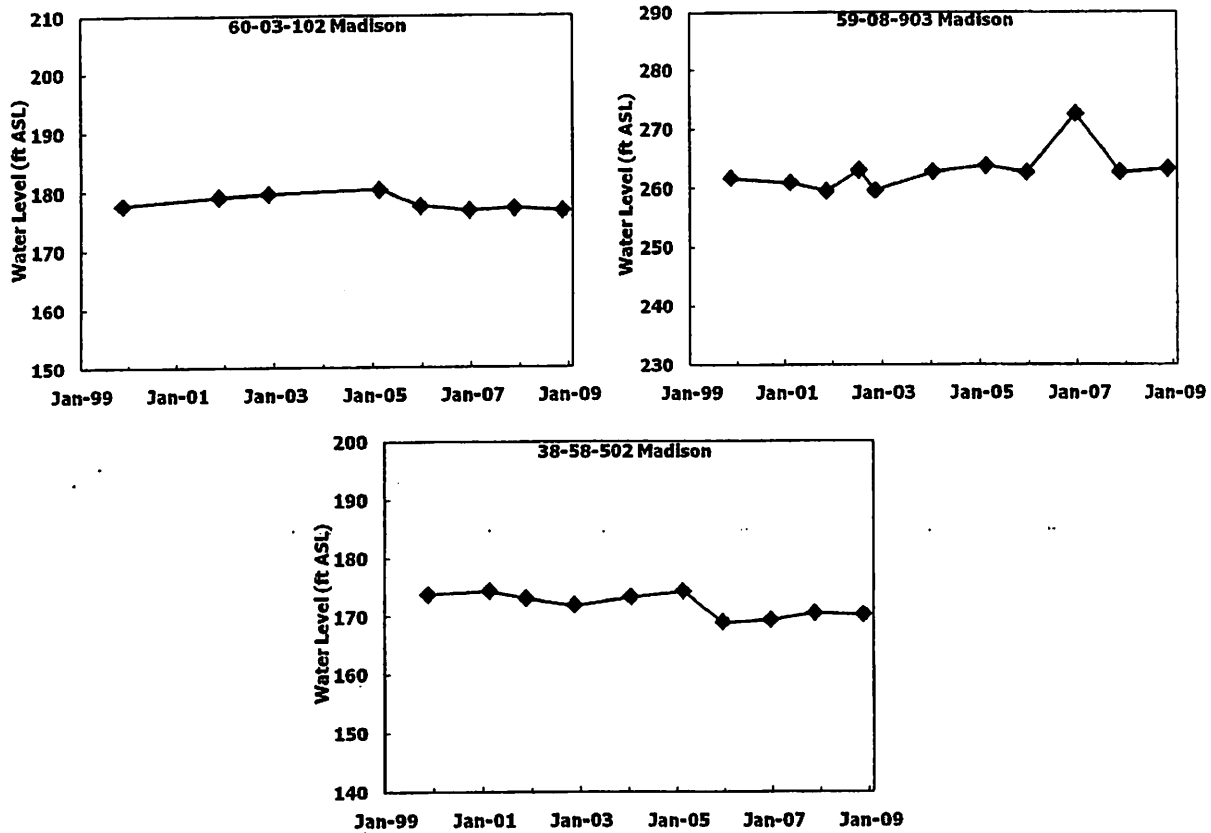 60-03-102 Madison
Water Level (ft ASL)
210
200
190
180
170
160
150
Jan-99 Jan-01 Jan-03 Jan-05 Jan-07 Jan-09
59-08-903 Madison
Water Level (ft ASL)
290
280
270
260
250
240
230
Jan-99 Jan-01 Jan-03 Jan-05 Jan-07 Jan-09
38-58-502 Madison
Water Level (ft ASL)
200
190
180
170
160
150
140
Jan-99 Jan-01 Jan-03 Jan-05 Jan-07 Jan-09